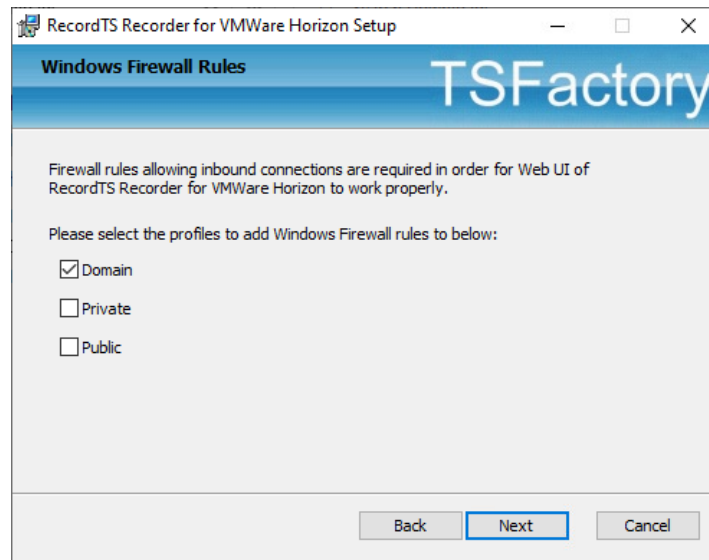 RecordTS Recorder for VMWare Horizon Setup
Windows Firewall Rules
TSFactory
Firewall rules allowing inbound connections are required in order for Web UI of
RecordTS Recorder for VMWare Horizon to work properly.
Please select the profiles to add Windows Firewall rules to below:
Domain
Private
Public
Back Next Cancel